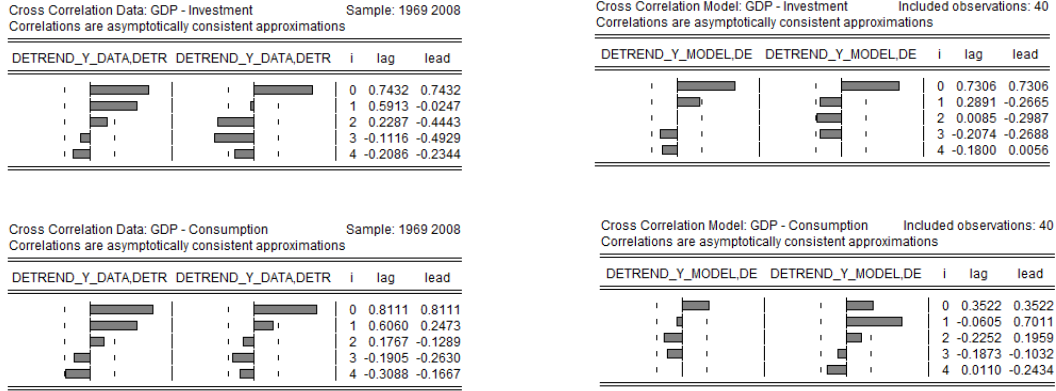 Cross Correlation Data: GDP - Investment Sample: 1969 2008
Correlations are asymptotically consistent approximations
DETREND_Y_DATA,DETR DETREND_Y_DATA,DETR i lag lead
0 0.7432 0.7432
1 0.5913 -0.0247
2 0.2287 -0.4443
3 -0.1116 -0.4929
4 -0.2086 -0.2344
Cross Correlation Model: GDP - Investment Included observations: 40
Correlations are asymptotically consistent approximations
DETREND_Y_MODEL,DE DETREND_Y_MODEL,DE i lag lead
0 0.7306 0.7306
1 0.2891 -0.2665
2 0.0085 -0.2987
3 -0.2074 -0.2688
4 -0.1800 0.0056
Cross Correlation Data: GDP - Consumption Sample: 1969 2008
Correlations are asymptotically consistent approximations
DETREND_Y_DATA,DETR DETREND_Y_DATA,DETR i lag lead
0 0.8111 0.8111
1 0.6060 0.2473
2 0.1767 -0.1289
3 -0.1905 -0.2630
4 -0.3088 -0.1667
Cross Correlation Model: GDP - Consumption Included observations: 40
Correlations are asymptotically consistent approximations
DETREND_Y_MODEL,DE DETREND_Y_MODEL,DE i lag lead
0 0.3522 0.3522
1 -0.0605 0.7011
2 -0.2252 0.1959
3 -0.1873 -0.1032
4 0.0110 -0.2434